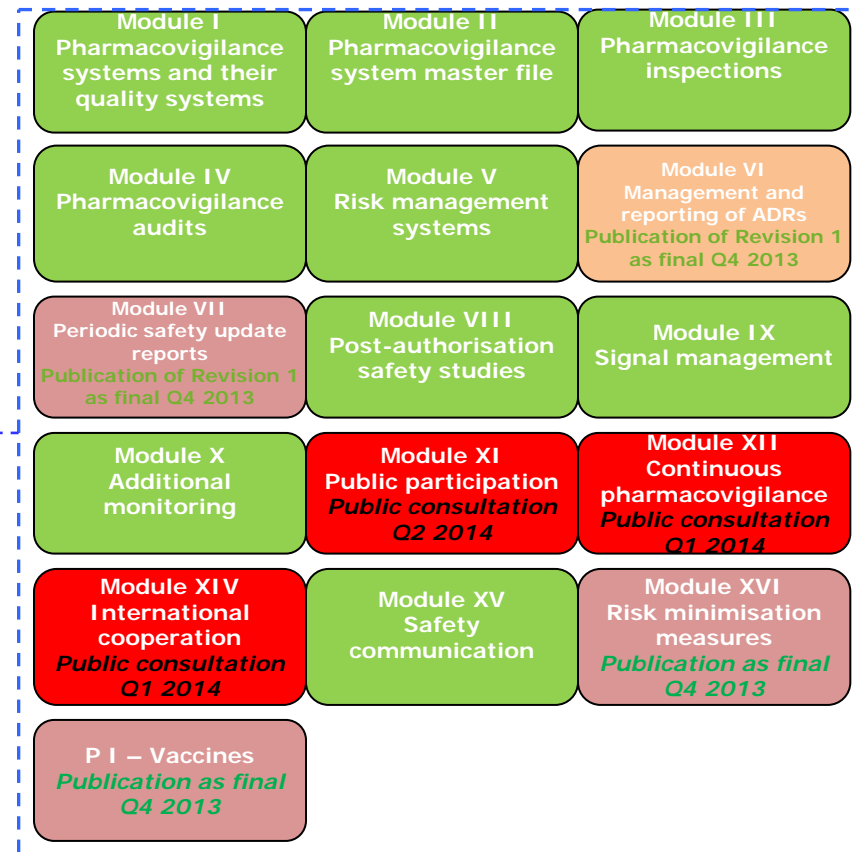 Module I
Pharmacovigilance
systems and their
quality systems
Module II
Pharmacovigilance
system master file
Module III
Pharmacovigilance
inspections
Module IV
Pharmacovigilance
audits
Module V
Risk management
systems
Module VI
Management and
reporting of ADRs
Publication of Revision 1
as final Q4 2013
Module VII
Periodic safety update
reports
Publication of Revision 1
as final Q4 2013
Module VIII
Post-authorisation
safety studies
Module IX
Signal management
Module X
Additional
monitoring
Module XI
Public participation
Public consultation
Q2 2014
Module XII
Continuous
pharmacovigilance
Public consultation
Q1 2014
Module XIV
International
cooperation
Public consultation
Q1 2014
Module XV
Safety
communication
Module XVI
Risk minimisation
measures
Publication as final
Q4 2013
P I – Vaccines
Publication as final
Q4 2013